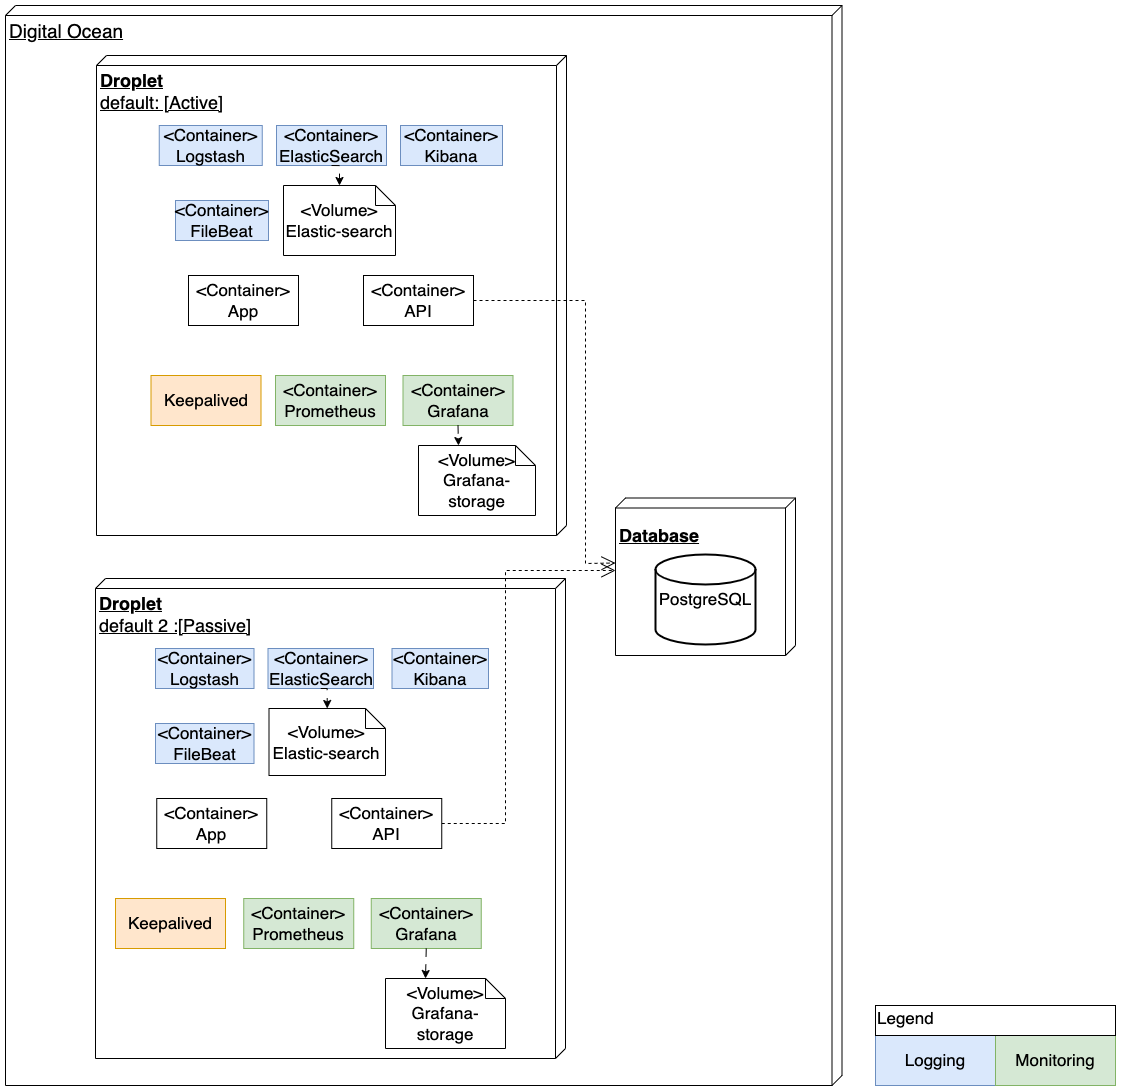 Digital Ocean
Droplet
default: [Active]
<Container>
Logstash
<Container>
ElasticSearch
<Container>
Kibana
<Container>
FileBeat
<Volume>
Elastic-search
<Container>
App
<Container>
API
Keepalived
<Container>
Prometheus
<Container>
Grafana
<Volume>
Grafana-
storage
Database
PostgreSQL
Droplet
default 2 :[Passive]
<Container>
Logstash
<Container>
ElasticSearch
<Container>
Kibana
<Container>
FileBeat
<Volume>
Elastic-search
<Container>
App
<Container>
API
Keepalived
<Container>
Prometheus
<Container>
Grafana
<Volume>
Grafana-
storage
Legend
Logging
Monitoring